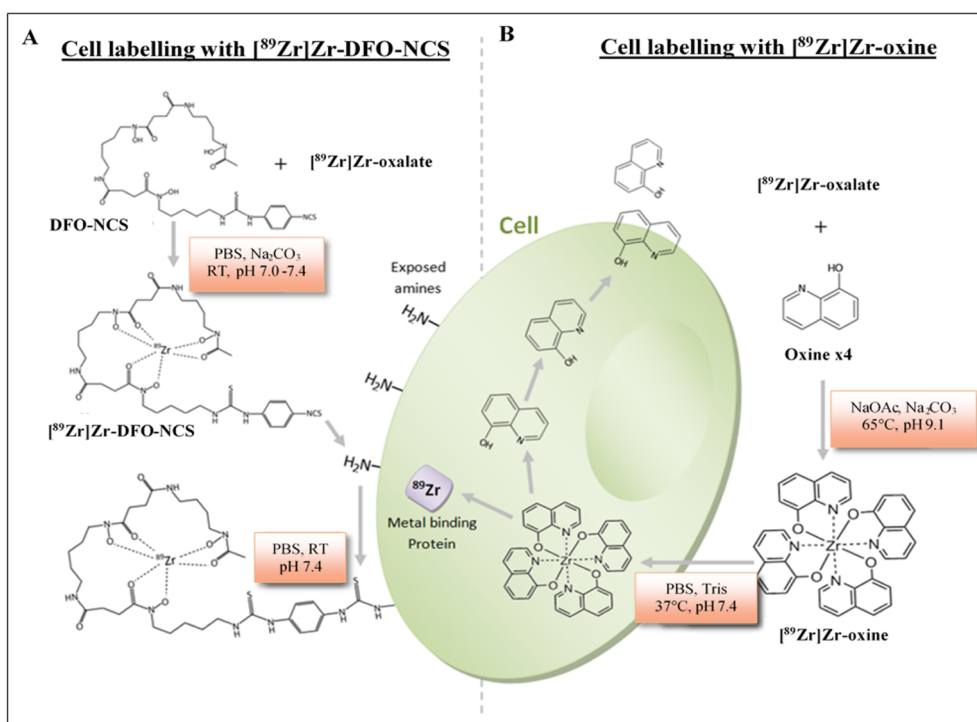 A
Cell labelling with [⁸⁹Zr]Zr-DFO-NCS
B
Cell labelling with [⁸⁹Zr]Zr-oxine
DFO-NCS
+
[⁸⁹Zr]Zr-oxalate
PBS, Na₂CO₃
RT, pH 7.0-7.4
[⁸⁹Zr]Zr-DFO-NCS
PBS, RT
pH 7.4
Cell
Exposed
amines
H₂N
H₂N
H₂N
⁸⁹Zr
Metal binding
Protein
[⁸⁹Zr]Zr-oxalate
+
Oxine x4
NaOAc, Na₂CO₃
65°C, pH 9.1
PBS, Tris
37°C, pH 7.4
[⁸⁹Zr]Zr-oxine